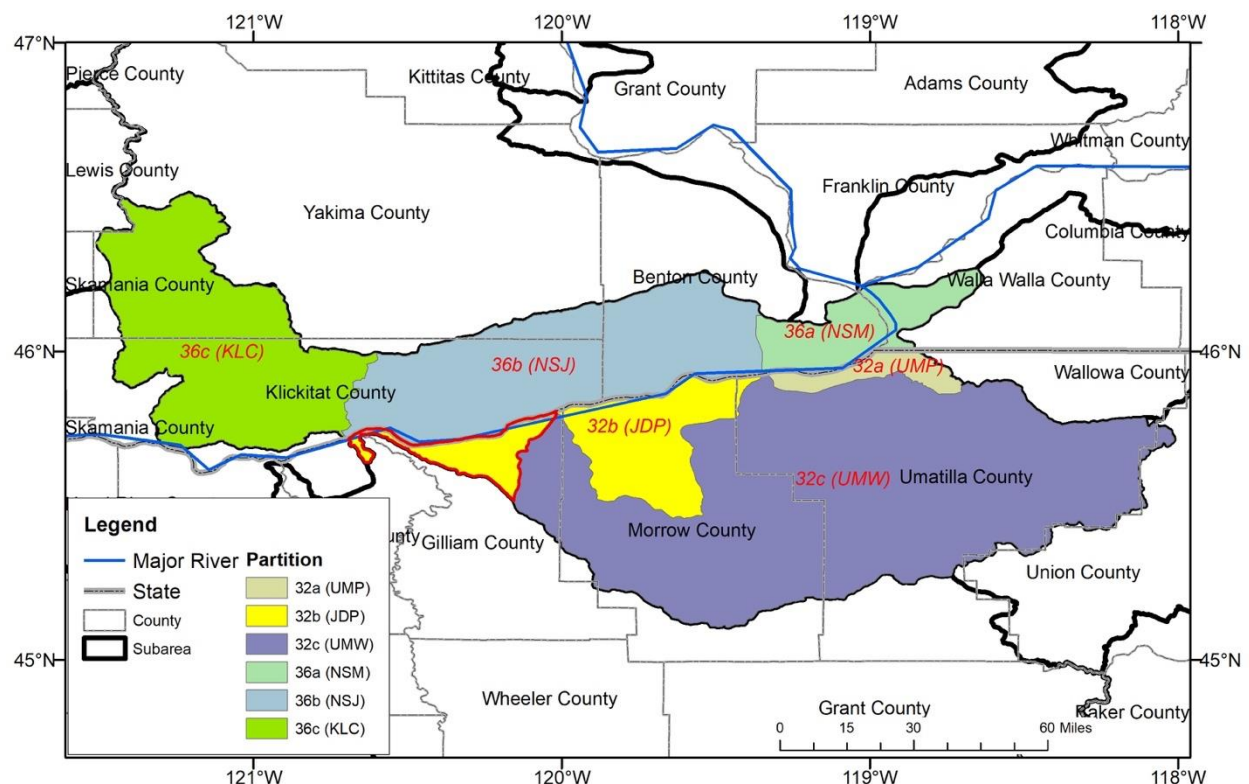 121°W 120°W 119°W 118°W
47°N
Pierce County
Kittitas County
Grant County
Adams County
Whitman County
Lewis County
Franklin County
Yakima County
Columbia County
Skamania County
Benton County
Walla Walla County
36a (NSM)
46°N
36c (KLC)
36b (NSJ)
32a (UMP)
46°N
Wallowa County
Klickitat County
Skamania County
32b (JDP)
32c (UMW)
Umatilla County
Morrow County
Gilliam County
Union County
Legend
Major River
State
County
Subarea
Partition
32a (UMP)
32b (JDP)
32c (UMW)
36a (NSM)
36b (NSJ)
36c (KLC)
45°N
45°N
Wheeler County
Grant County
Baker County
0 15 30 60 Miles
121°W 120°W 119°W 118°W